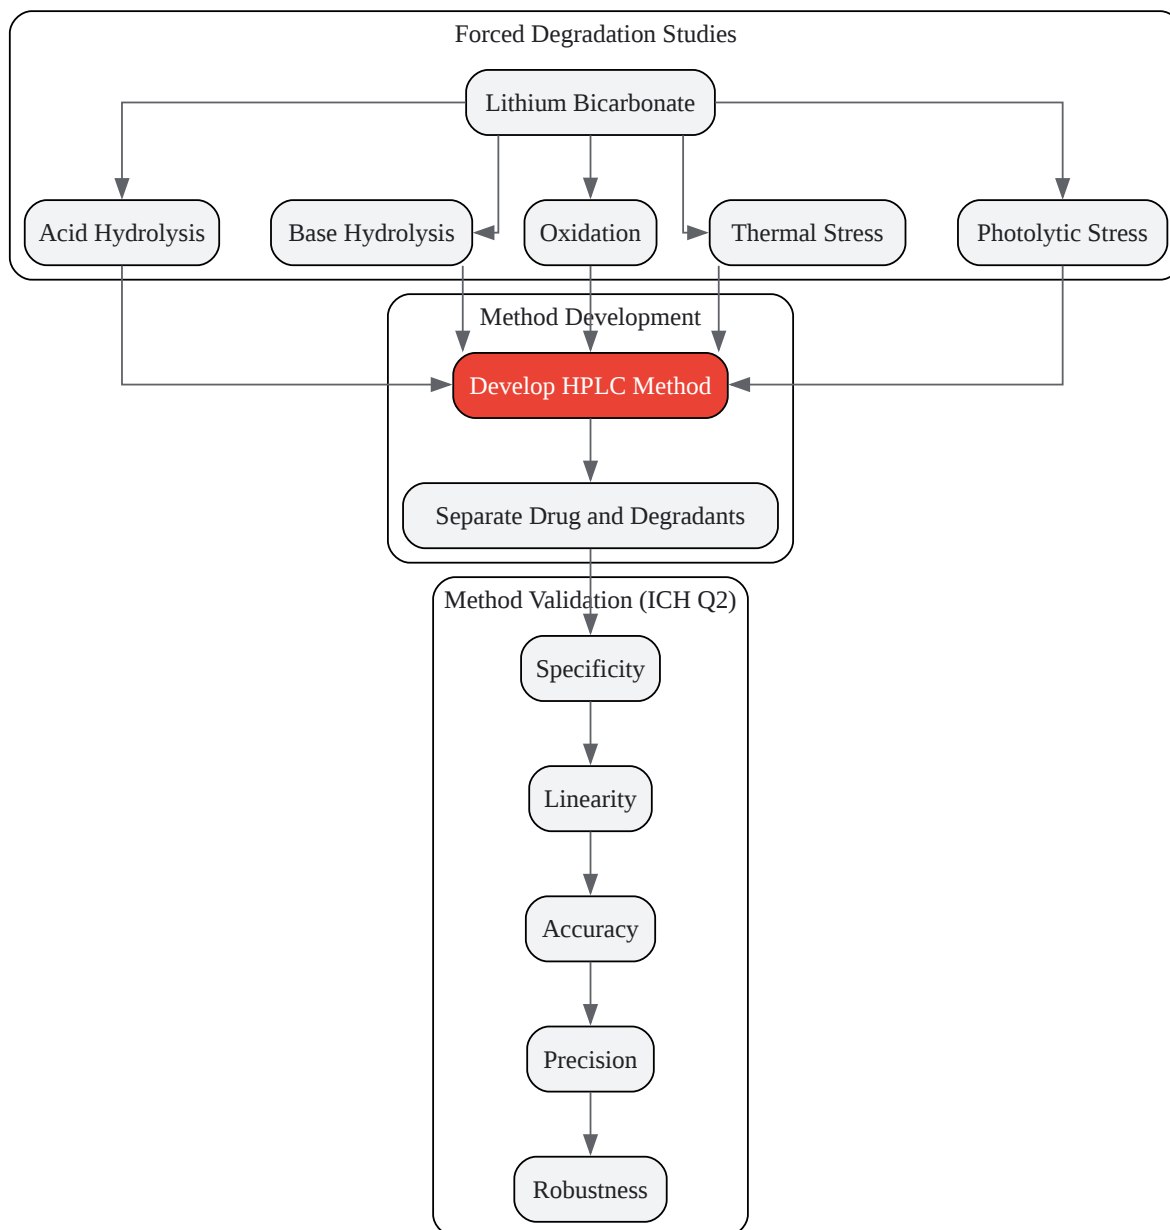 Forced Degradation Studies
Lithium Bicarbonate
Acid Hydrolysis
Base Hydrolysis
Oxidation
Thermal Stress
Photolytic Stress
Method Development
Develop HPLC Method
Separate Drug and Degradants
Method Validation (ICH Q2)
Specificity
Linearity
Accuracy
Precision
Robustness